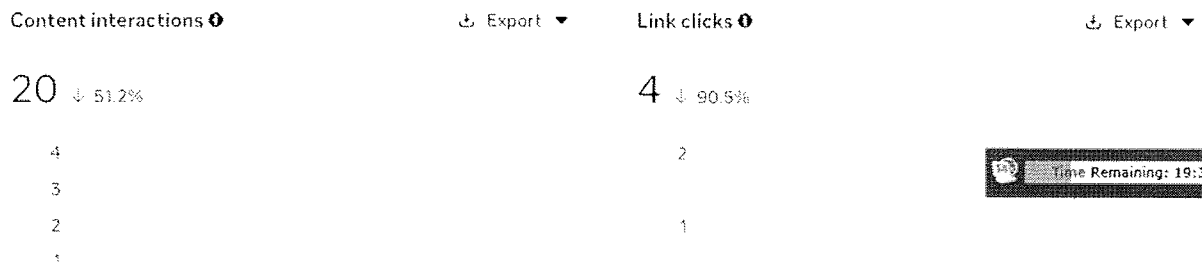 Content interactions
Export
Link clicks
Export
20 ↓ 51.2%
4 ↓ 90.5%
4
3
2
1
2
1
Time Remaining: 19:3